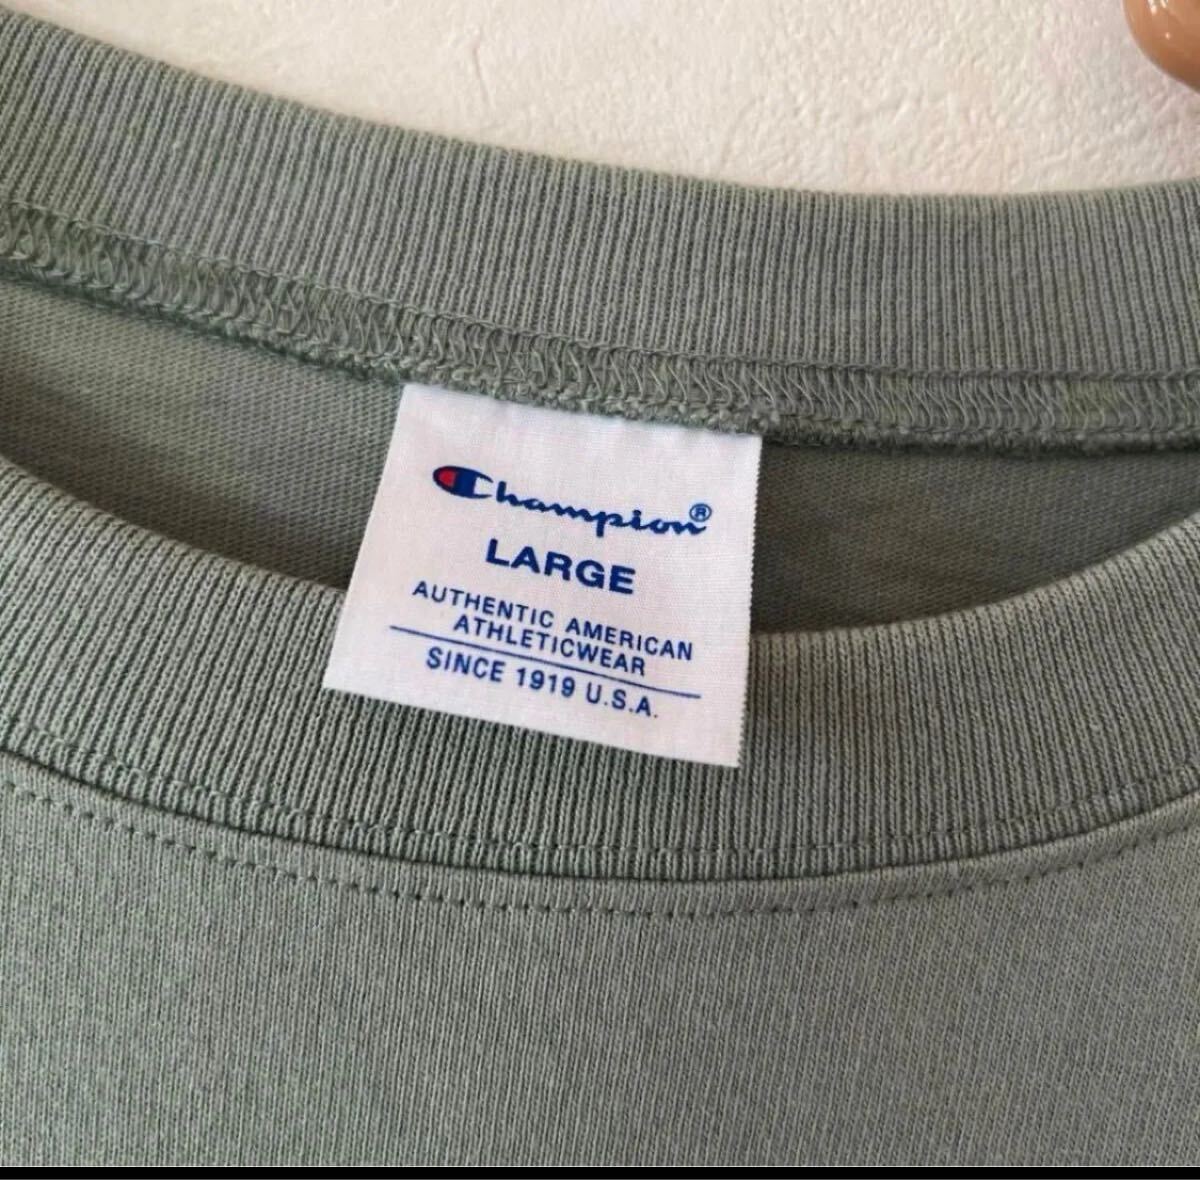 Champion®
LARGE
AUTHENTIC AMERICAN
ATHLETICWEAR
SINCE 1919 U.S.A.